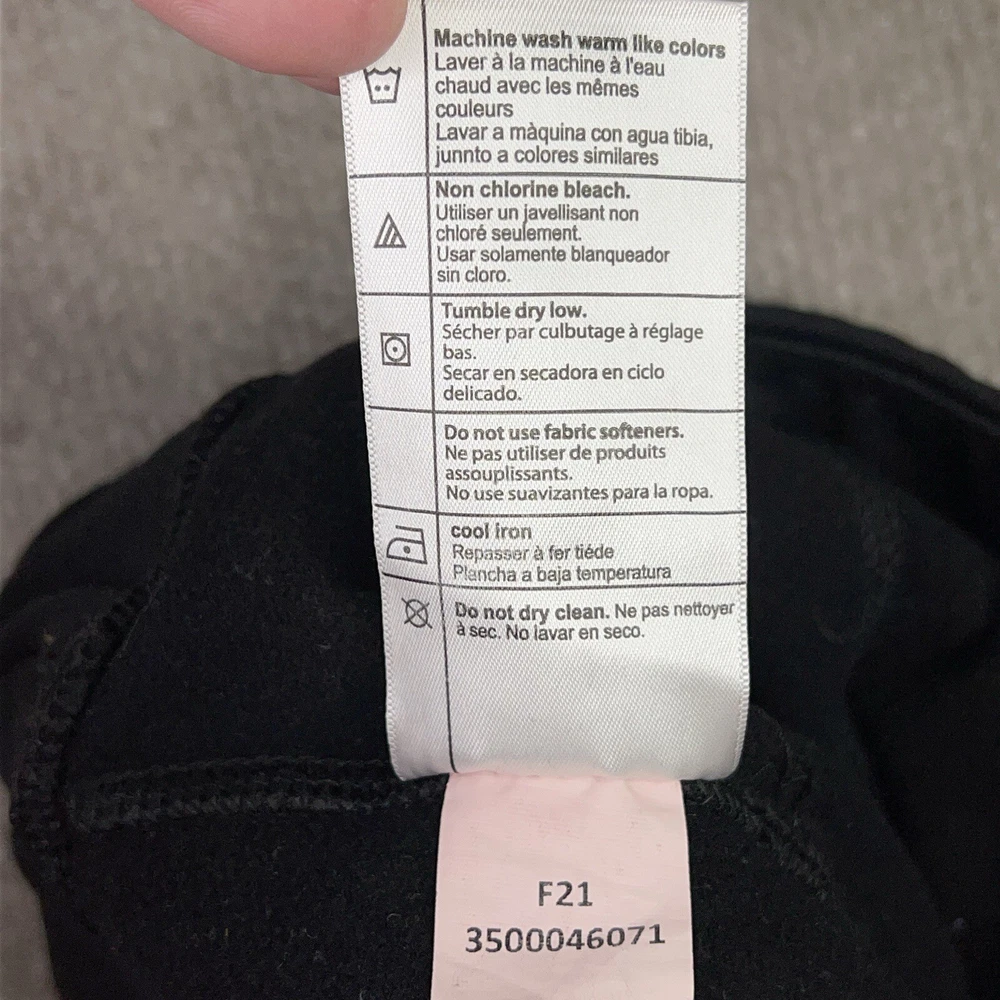 Machine wash warm like colors
Laver à la machine à l'eau
chaud avec les mêmes
couleurs
Lavar a màquina con agua tibia,
junnto a colores similares
Non chlorine bleach.
Utiliser un javellisant non
chloré seulement.
Usar solamente blanqueador
sin cloro.
Tumble dry low.
Sécher par culbutage à réglage
bas.
Secar en secadora en ciclo
delicado.
Do not use fabric softeners.
Ne pas utiliser de produits
assouplissants.
No use suavizantes para la ropa.
cool iron
Repasser à fer tiéde
Plancha a baja temperatura
Do not dry clean. Ne pas nettoyer
à sec. No lavar en seco.
F21
3500046071